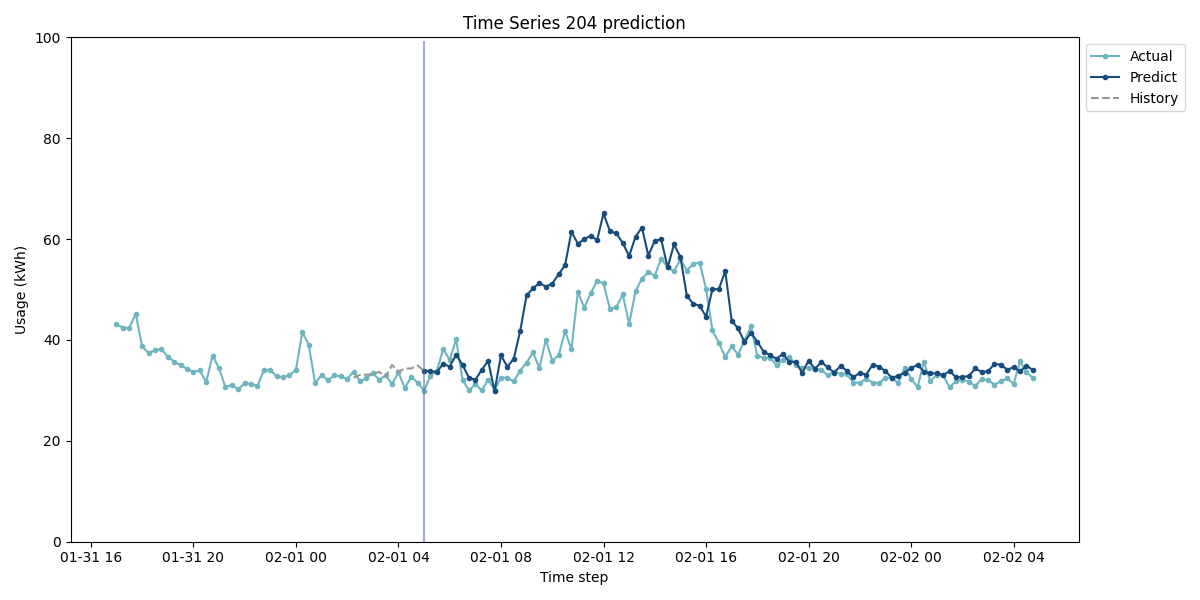 Time Series 204 prediction
100
80
60
40
20
0
Usage (kWh)
01-31 16
01-31 20
02-01 00
02-01 04
02-01 08
02-01 12
02-01 16
02-01 20
02-02 00
02-02 04
Time step
Actual
Predict
History